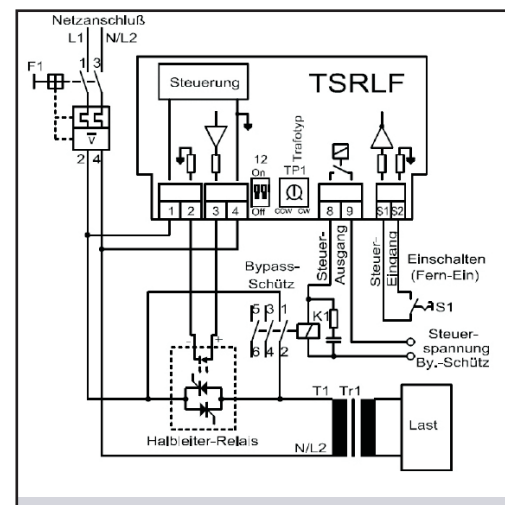 Netzanschluß
L1 N/L2
F1
1 3
2 4
Steuerung
TSRLF
12
On
Off
Trafotyp
TP1
CCW CW
1 2 3 4 8 9 S1 S2
Steuer-
Ausgang
Steuer-
Eingang
Einschalten
(Fern-Ein)
S1
Bypass-
Schütz
5 3 1
6 4 2
K1
- +
Steuer-
spannung
By.-Schütz
Halbleiter-Relais
T1 Tr1
N/L2
Last